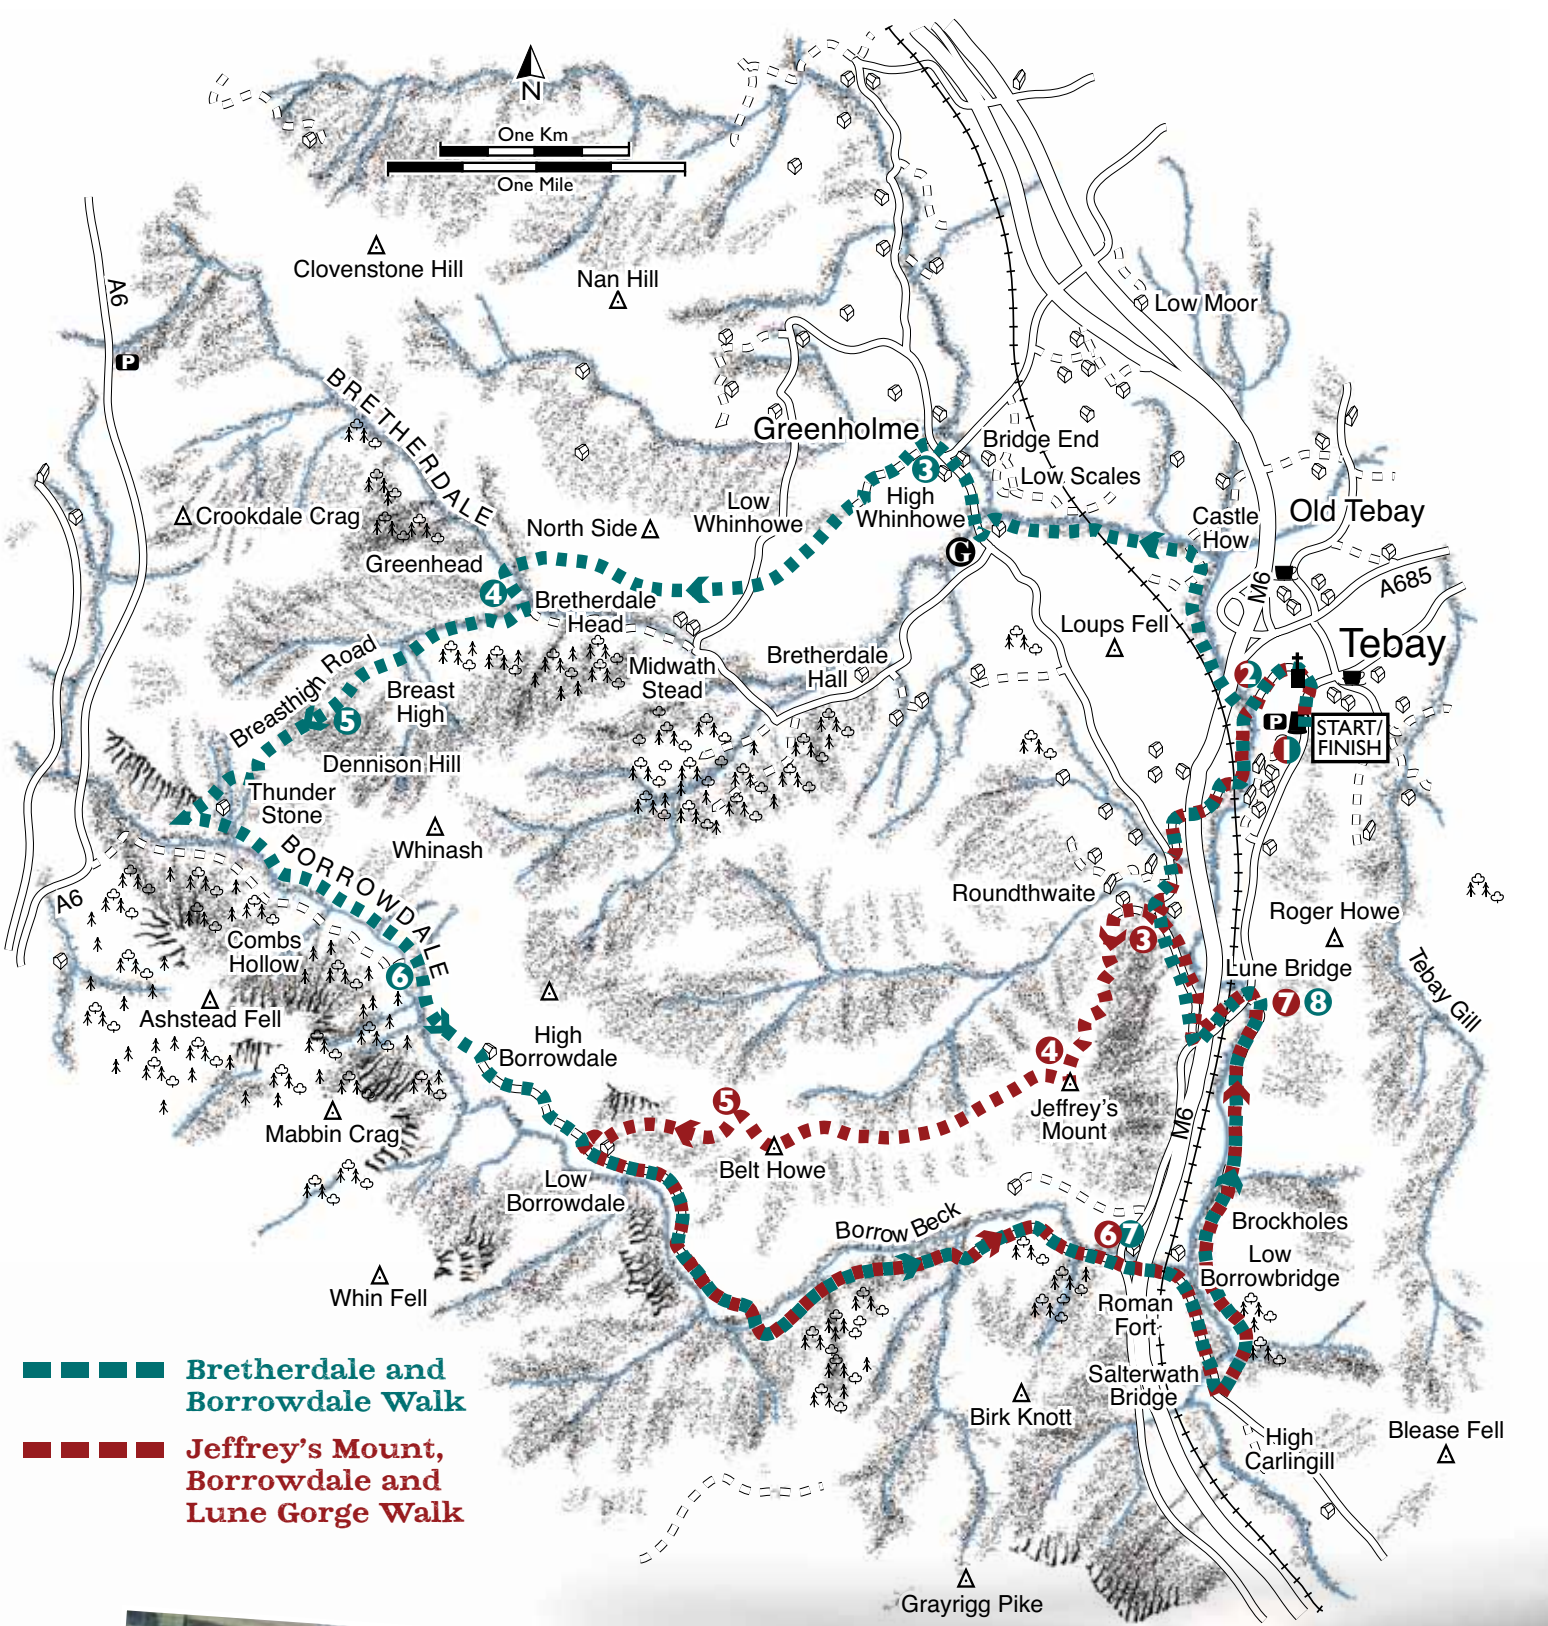 N
One Km
One Mile
Clovenstone Hill
Nan Hill
A6
P
Low Moor
BRETHERDALE
Greenholme
Bridge End
3
Low Scales
High
Whinhowe
Low
Whinhowe
Castle
How
Old Tebay
Crookdale Crag
North Side
G
Greenhead
4
M6
A685
Bretherdale
Head
Loups Fell
Tebay
Breasthigh Road
Midwath
Stead
Bretherdale
Hall
2
Breast
High
5
P
START/
FINISH
1
Dennison Hill
Thunder
Stone
Whinash
BORROWDALE
A6
Roundthwaite
Roger Howe
3
Combs
Hollow
6
Lune Bridge
7
8
Tebay Gill
Ashstead Fell
High
Borrowdale
4
5
Jeffrey's
Mount
M6
Mabbin Crag
Belt Howe
Low
Borrowdale
Borrow Beck
6
7
Brockholes
Low
Borrowbridge
Whin Fell
Roman
Fort
Salterwath
Bridge
Birk Knott
High
Carlingill
Blease Fell
Bretherdale and
Borrowdale Walk
Jeffrey's Mount,
Borrowdale and
Lune Gorge Walk
Grayrigg Pike